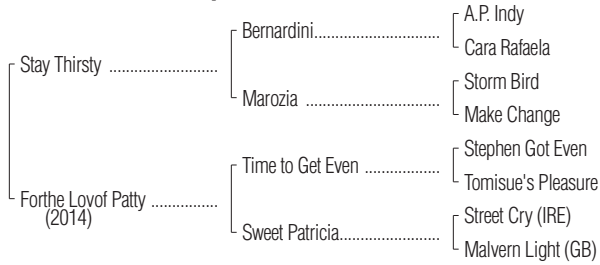 A.P. Indy
Bernardini....................................
Cara Rafaela
Stay Thirsty ..........................
Storm Bird
Marozia ................................
Make Change
Stephen Got Even
Time to Get Even ..................
Tomisue's Pleasure
Forthe Lovof Patty ................
(2014)
Street Cry (IRE)
Sweet Patricia........................
Malvern Light (GB)